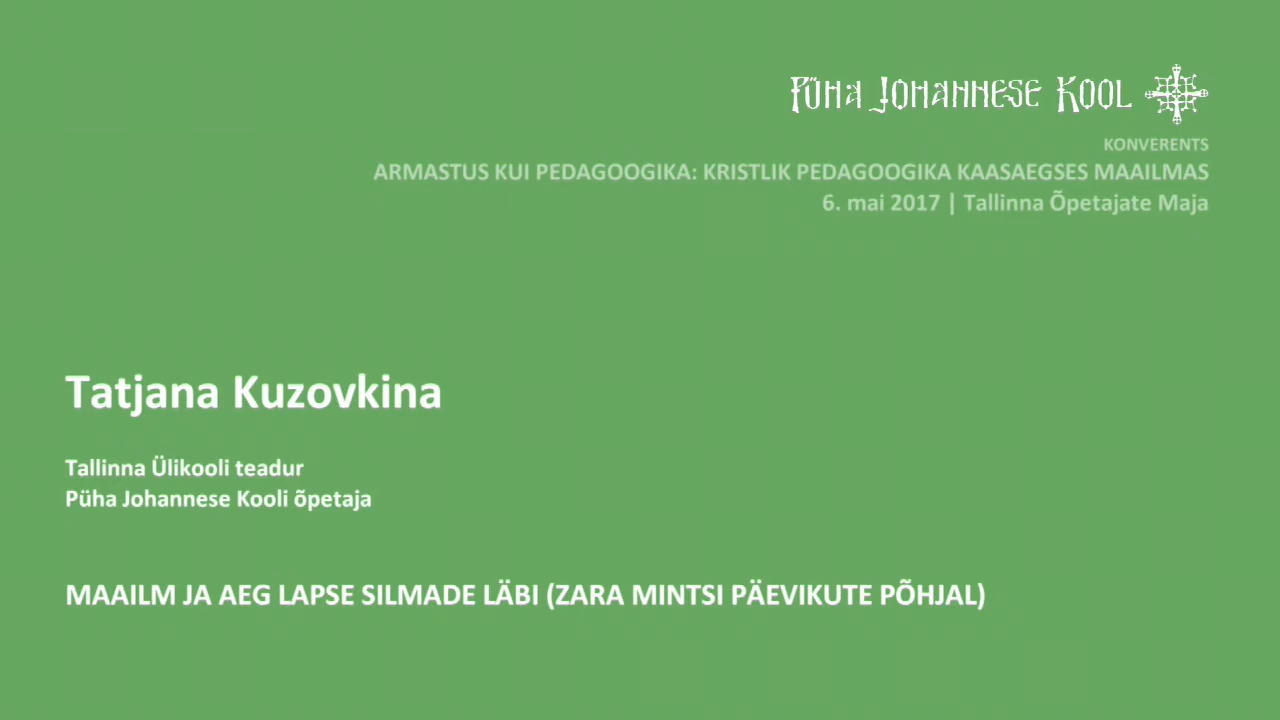 Püha Johannese Kool
KONVERENTS
ARMASTUS KUI PEDAGOOGIKA: KRISTLIK PEDAGOOGIKA KAASAEGSES MAAILMAS
6. mai 2017 | Tallinna Õpetajate Maja
Tatjana Kuzovkina
Tallinna Ülikooli teadur
Püha Johannese Kooli õpetaja
MAAILM JA AEG LAPSE SILMADE LÄBI (ZARA MINTSI PÄEVIKUTE PÕHJAL)